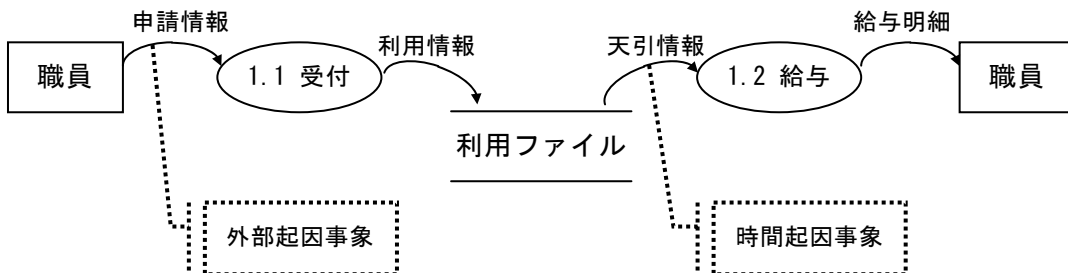 申請情報
利用情報
天引情報
給与明細
職員
1.1 受付
1.2 給与
職員
利用ファイル
外部起因事象
時間起因事象